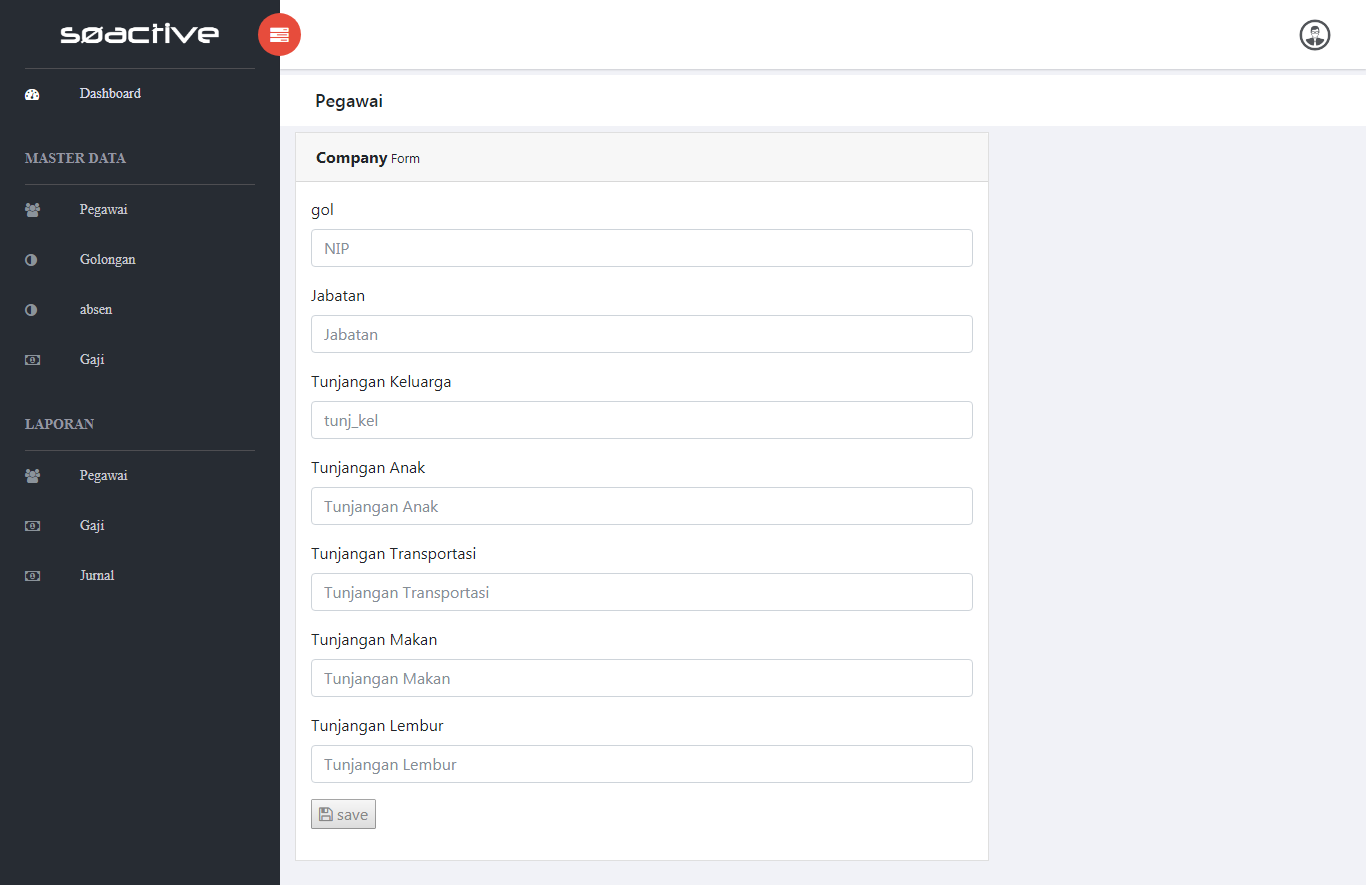 søactive
Dashboard
MASTER DATA
Pegawai
Golongan
absen
Gaji
LAPORAN
Pegawai
Gaji
Jurnal
Pegawai
Company Form
gol
NIP
Jabatan
Jabatan
Tunjangan Keluarga
tunj_kel
Tunjangan Anak
Tunjangan Anak
Tunjangan Transportasi
Tunjangan Transportasi
Tunjangan Makan
Tunjangan Makan
Tunjangan Lembur
Tunjangan Lembur
save